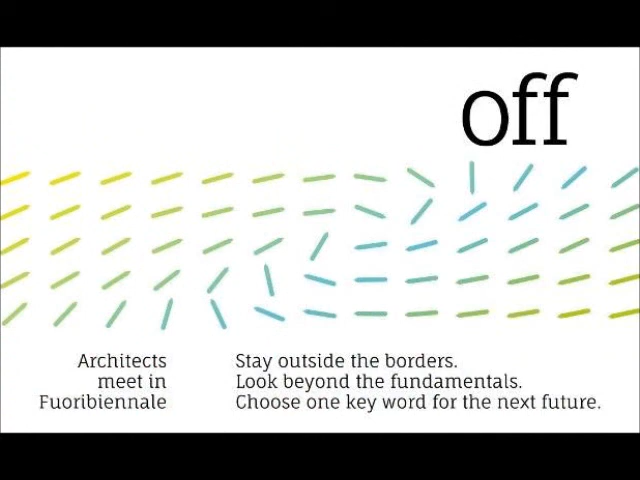 off
Architects
meet in
Fuoribiennale
Stay outside the borders.
Look beyond the fundamentals.
Choose one key word for the next future.